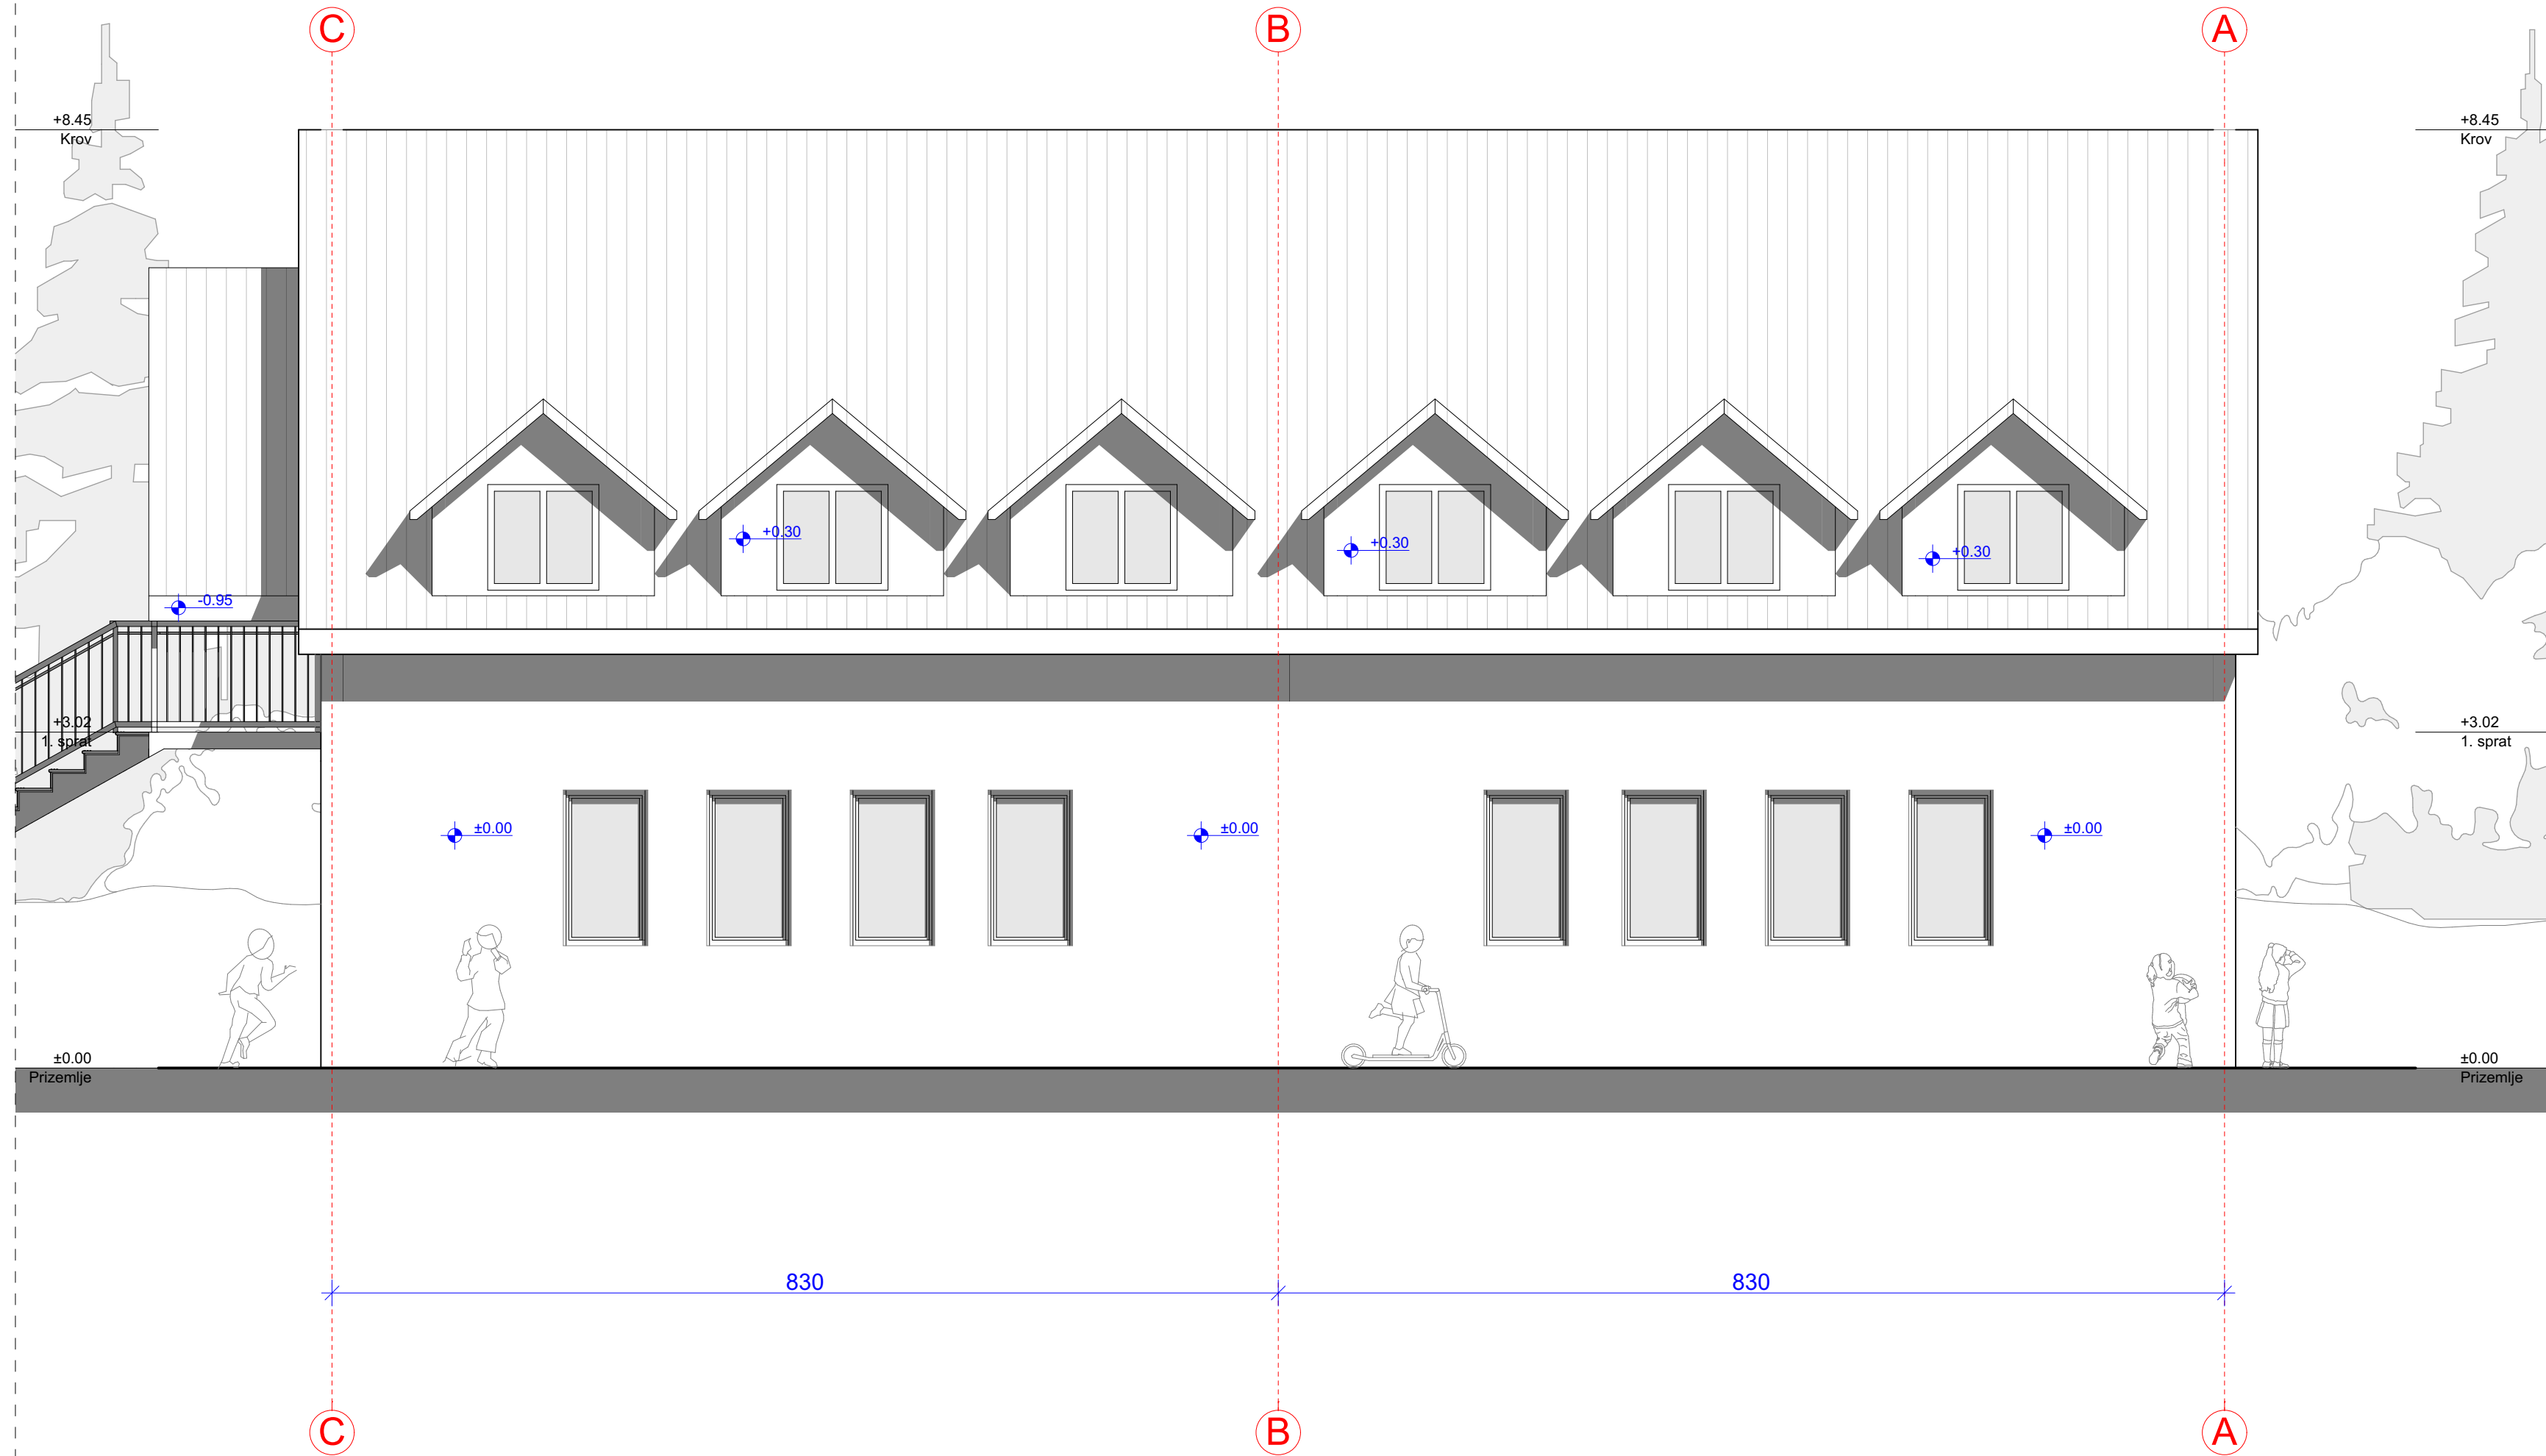 C
B
A
+8.45
Krov
+8.45
Krov
+0.30
+0.30
+0.30
-0.95
+3.02
1. sprat
+3.02
1. sprat
±0.00
±0.00
±0.00
±0.00
Prizemlje
±0.00
Prizemlje
830
830
C
B
A